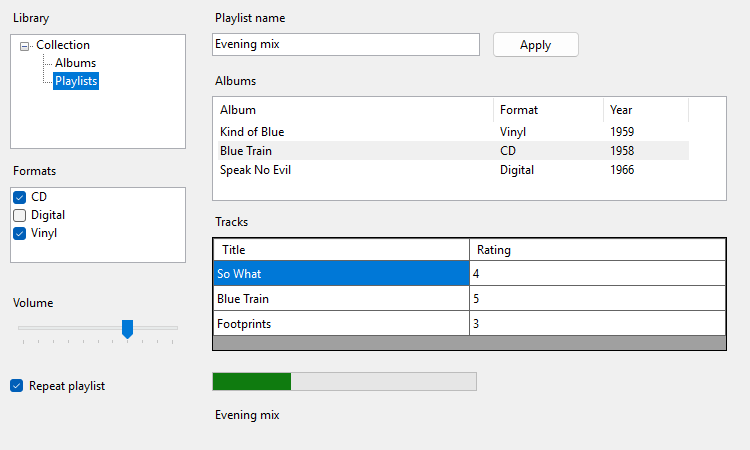 Library
Collection
Albums
Playlists
Formats
CD
Digital
Vinyl
Volume
Repeat playlist
Playlist name
Evening mix
Apply
Albums
Album Format Year
Kind of Blue Vinyl 1959
Blue Train CD 1958
Speak No Evil Digital 1966
Tracks
Title Rating
So What 4
Blue Train 5
Footprints 3
Evening mix